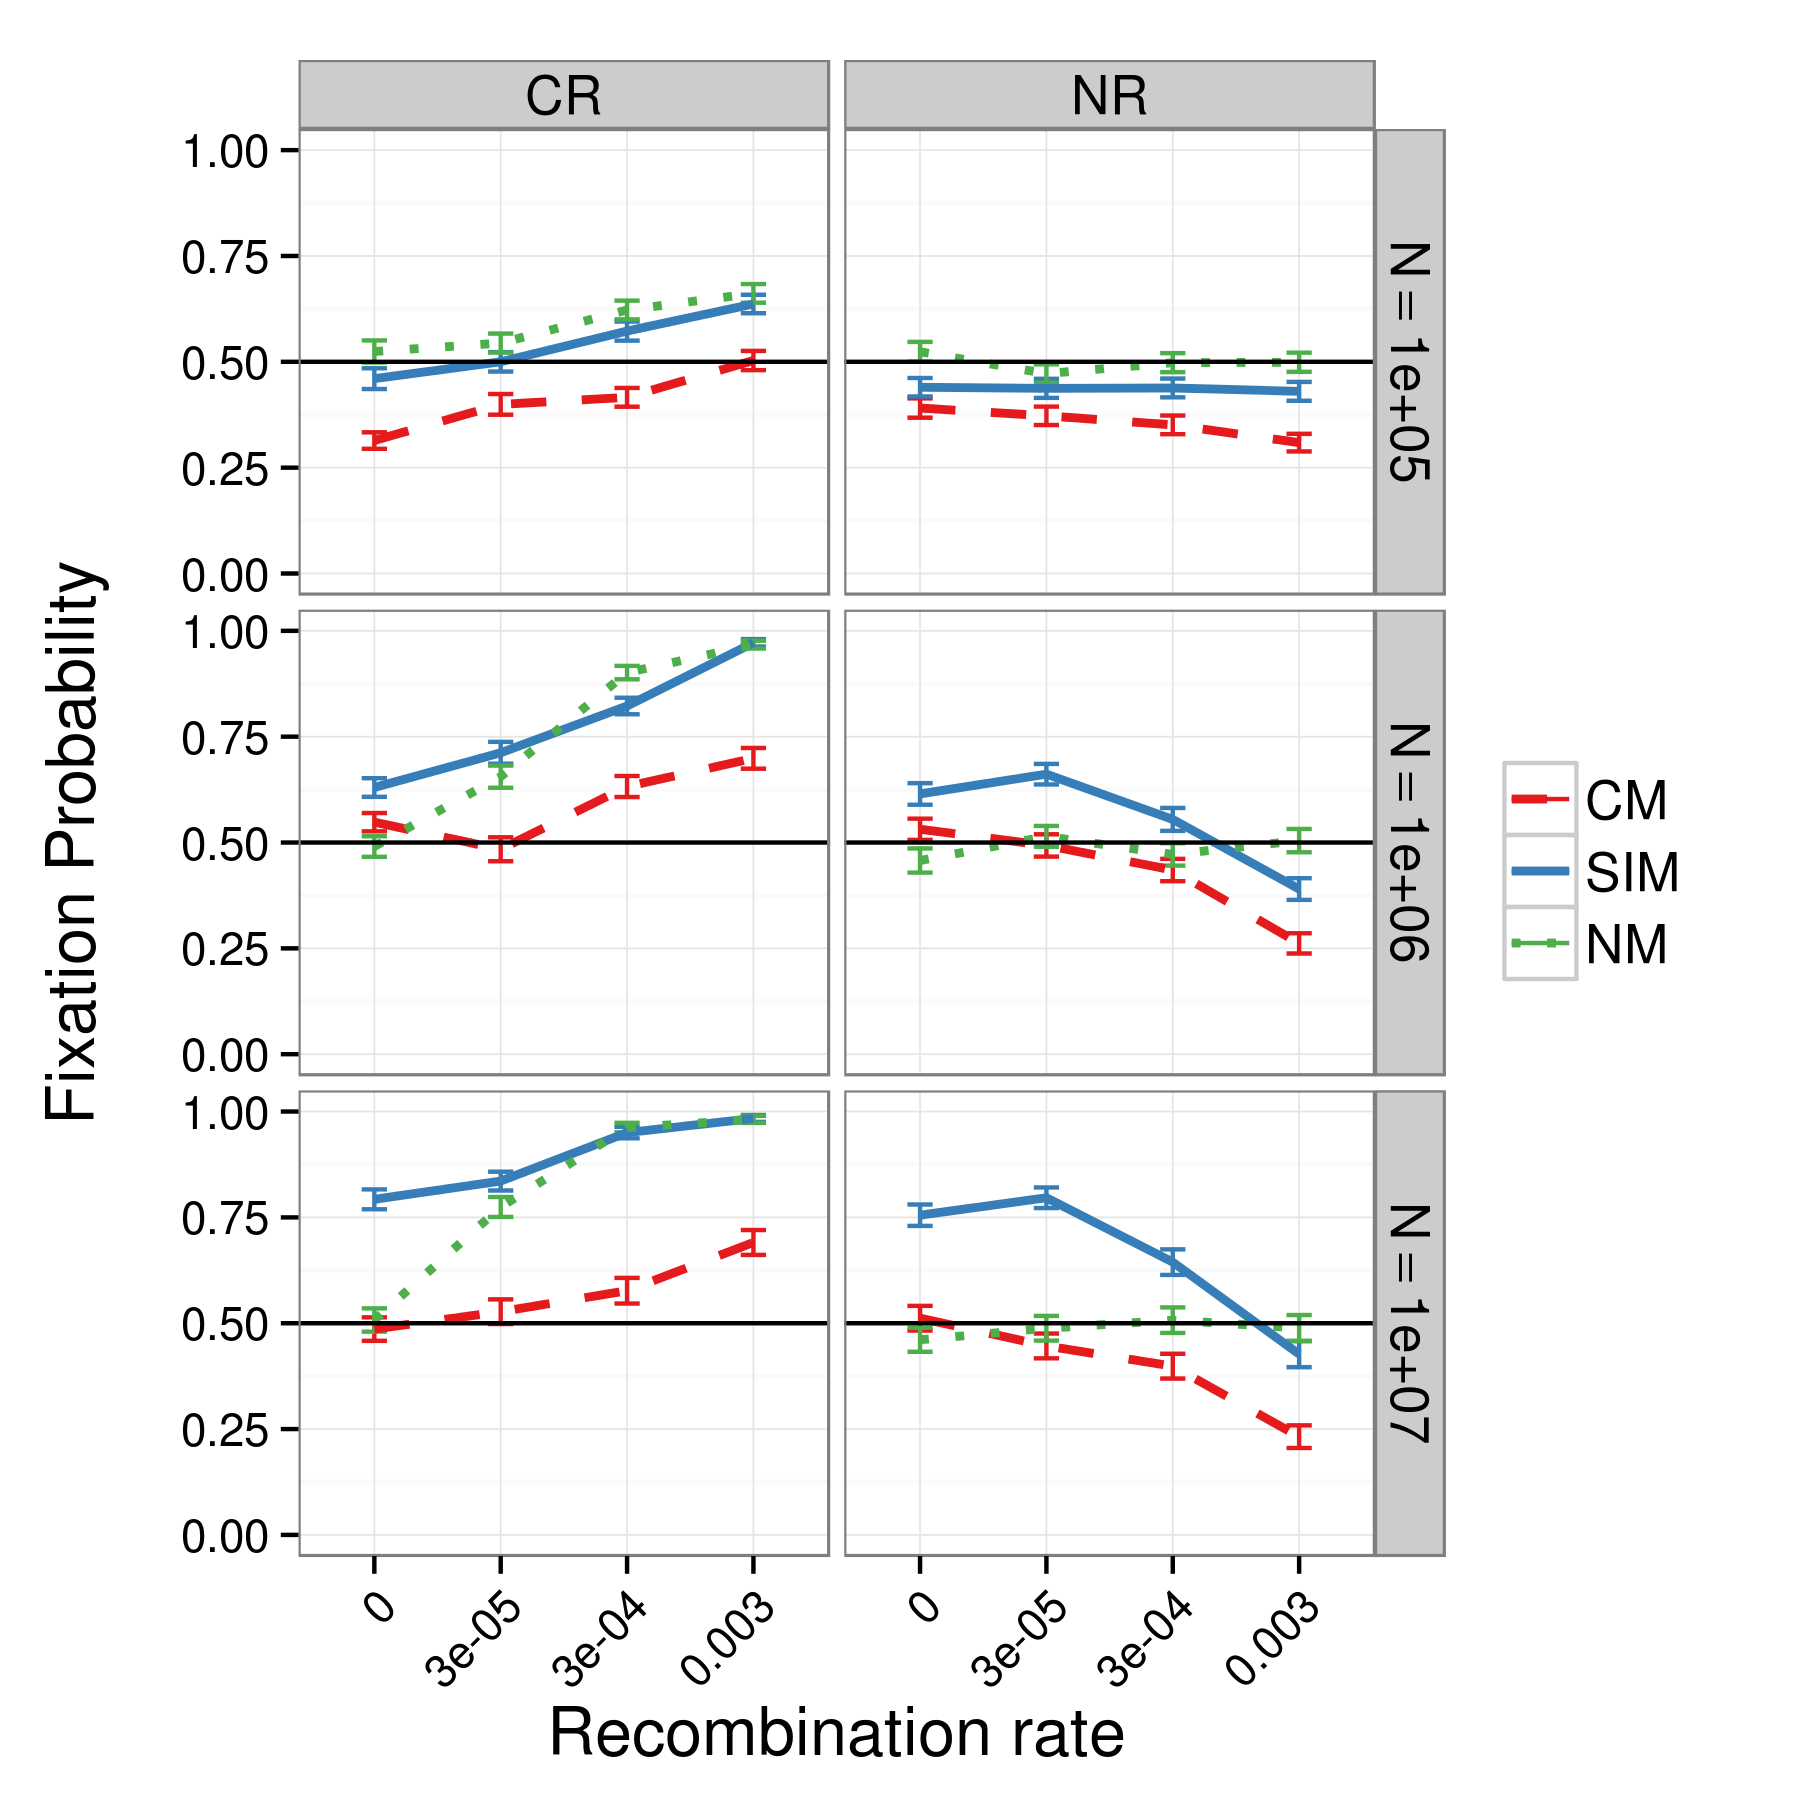 CR NR
1.00
0.75
0.50
0.25
0.00
N = 1e+05
1.00
0.75
0.50
0.25
0.00
N = 1e+06
1.00
0.75
0.50
0.25
0.00
N = 1e+07
Fixation Probability
0 3e-05 3e-04 0.003 0 3e-05 3e-04 0.003
Recombination rate
CM
SIM
NM